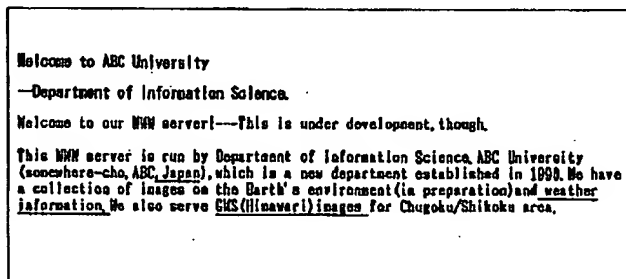 Welcome to ABC University
—Department of Information Science.
Welcome to our WWW server!---This is under development, though.
This WWW server is run by Department of Information Science, ABC University
(somewhere-cho, ABC, Japan), which is a new department established in 1993. We have
a collection of images on the Earth's environment(in preparation)and weather
information. We also serve GMS(Himawari)images for Chugoku/Shikoku area.